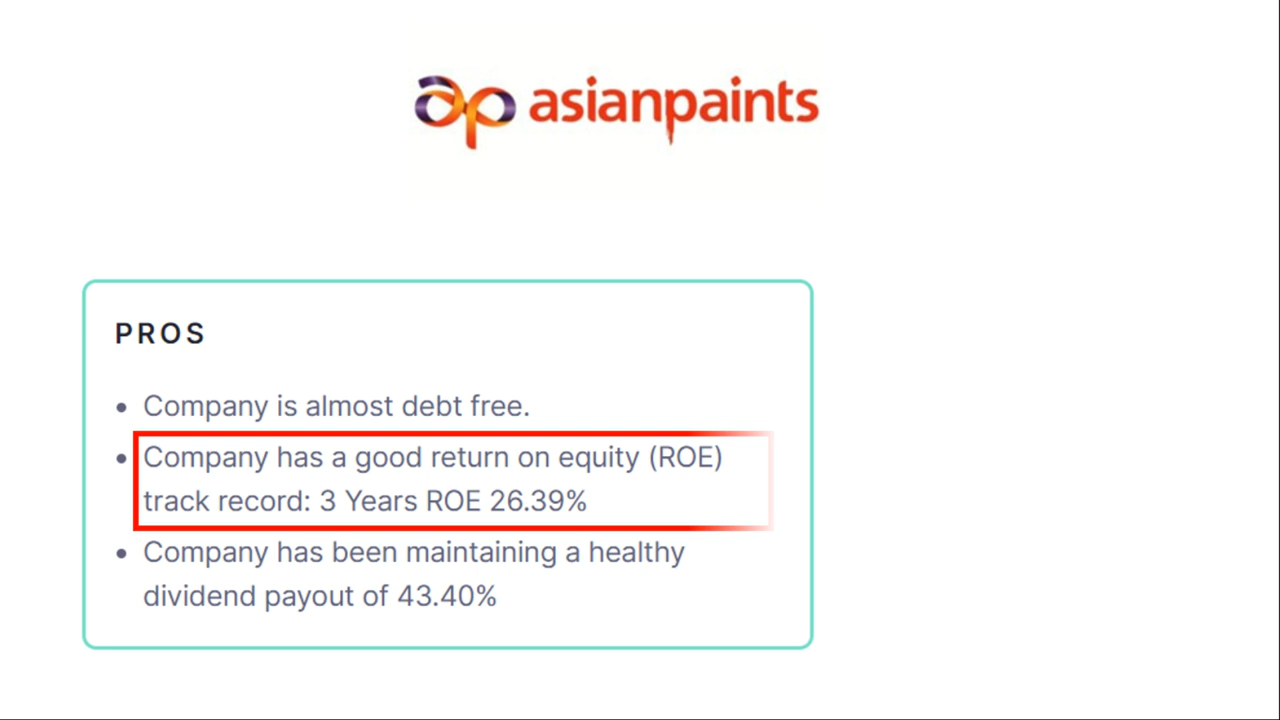 asianpaints
PROS
Company is almost debt free.
Company has a good return on equity (ROE)
track record: 3 Years ROE 26.39%
Company has been maintaining a healthy
dividend payout of 43.40%